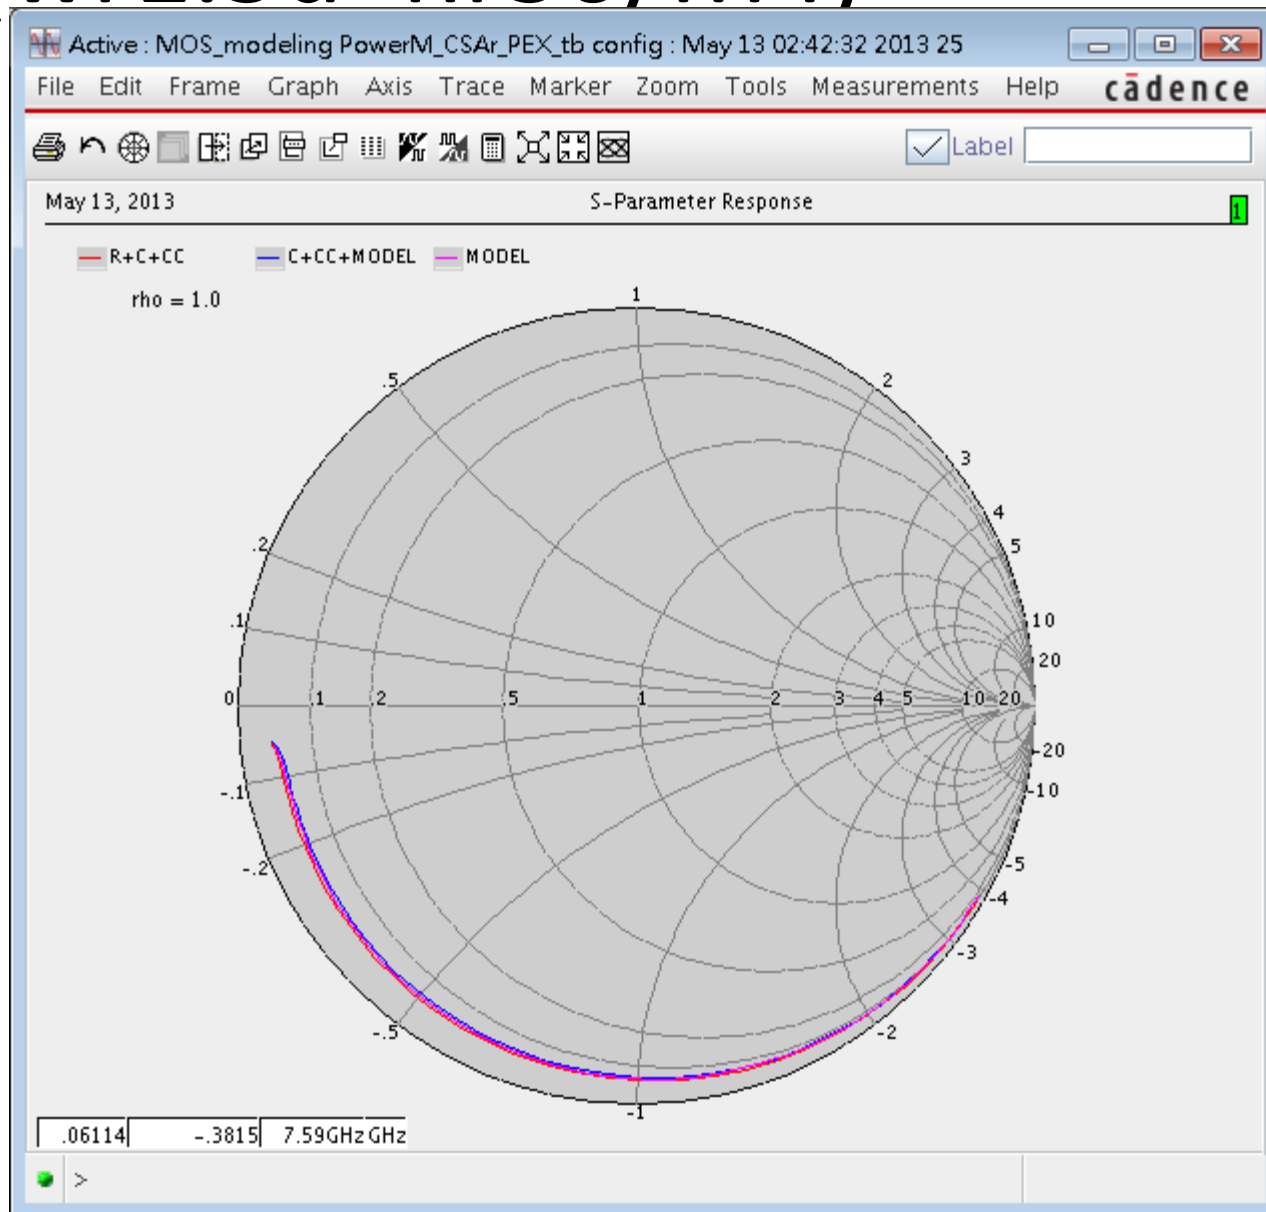 Active : MOS_modeling PowerM_CSAr_PEX_tb config : May 13 02:42:32 2013 25
File Edit Frame Graph Axis Trace Marker Zoom Tools Measurements Help cādence
Label
May 13, 2013 S-Parameter Response 1
R+C+CC C+CC+MODEL MODEL
rho = 1.0
1
.5 2
3
4
.2 5
.1 10
20
0 .1 .2 .5 1 2 3 4 5 10 20
-20
-.1 -10
-.2 -5
-4
-3
-.5 -2
-1
.06114 -.3815 7.59GHz GHz
>